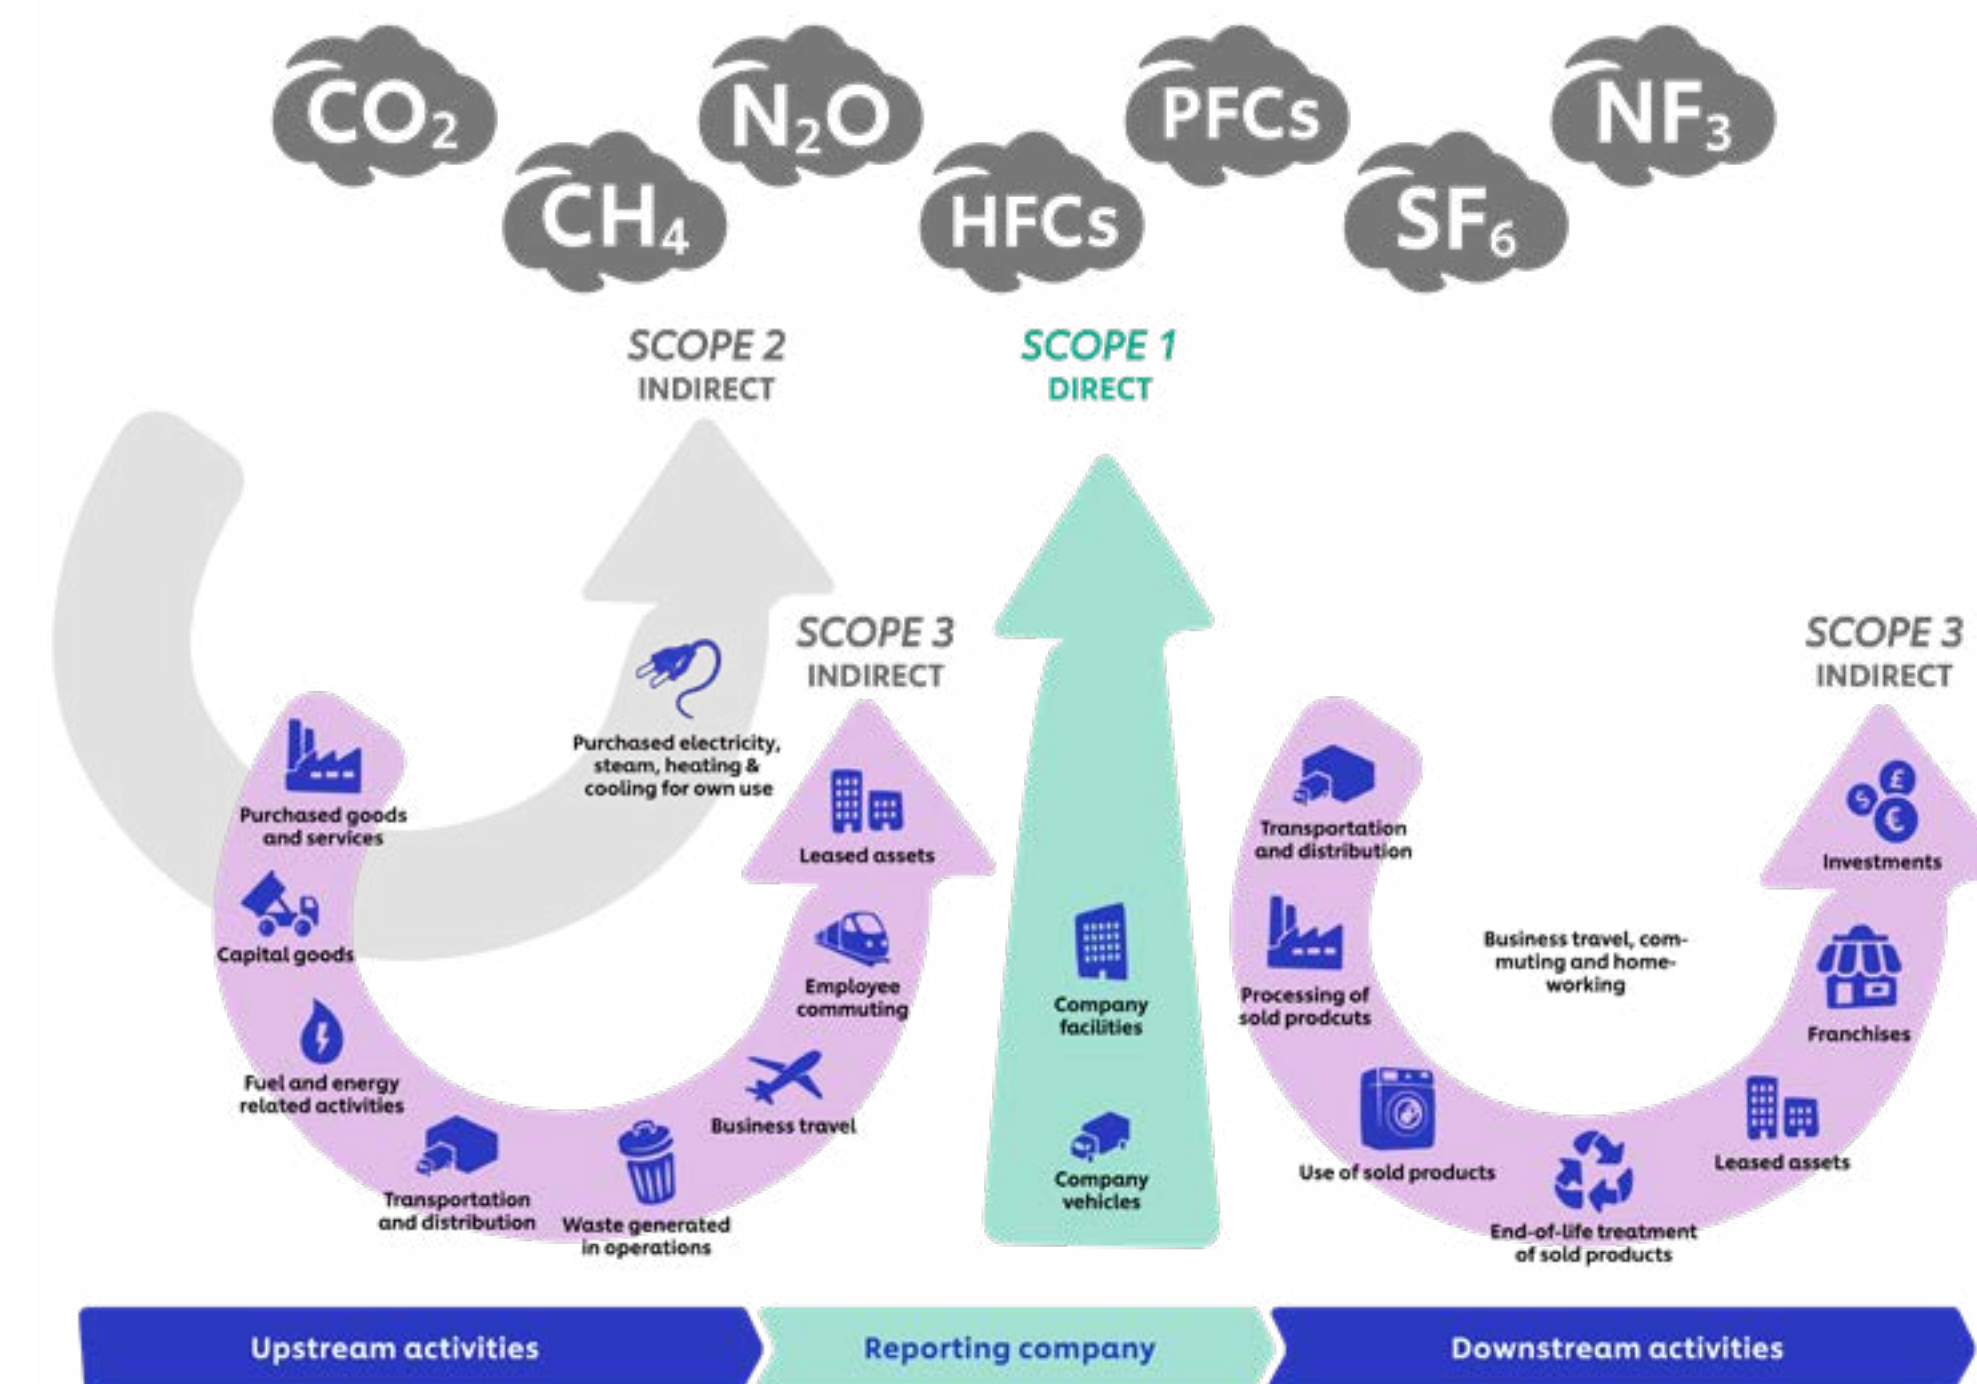 CO₂
N₂O
PFCs
NF₃
CH₄
HFCs
SF₆
SCOPE 2
INDIRECT
SCOPE 1
DIRECT
SCOPE 3
INDIRECT
SCOPE 3
INDIRECT
Purchased electricity,
steam, heating &
cooling for own use
Purchased goods
and services
Capital goods
Fuel and energy
related activities
Transportation
and distribution
Waste generated
in operations
Business travel
Employee
commuting
Leased assets
Company
facilities
Company
vehicles
Transportation
and distribution
Processing of
sold prodcuts
Use of sold products
End-of-life treatment
of sold products
Leased assets
Franchises
$
£
€
Investments
Business travel, com-
muting and home-
working
Upstream activities
Reporting company
Downstream activities